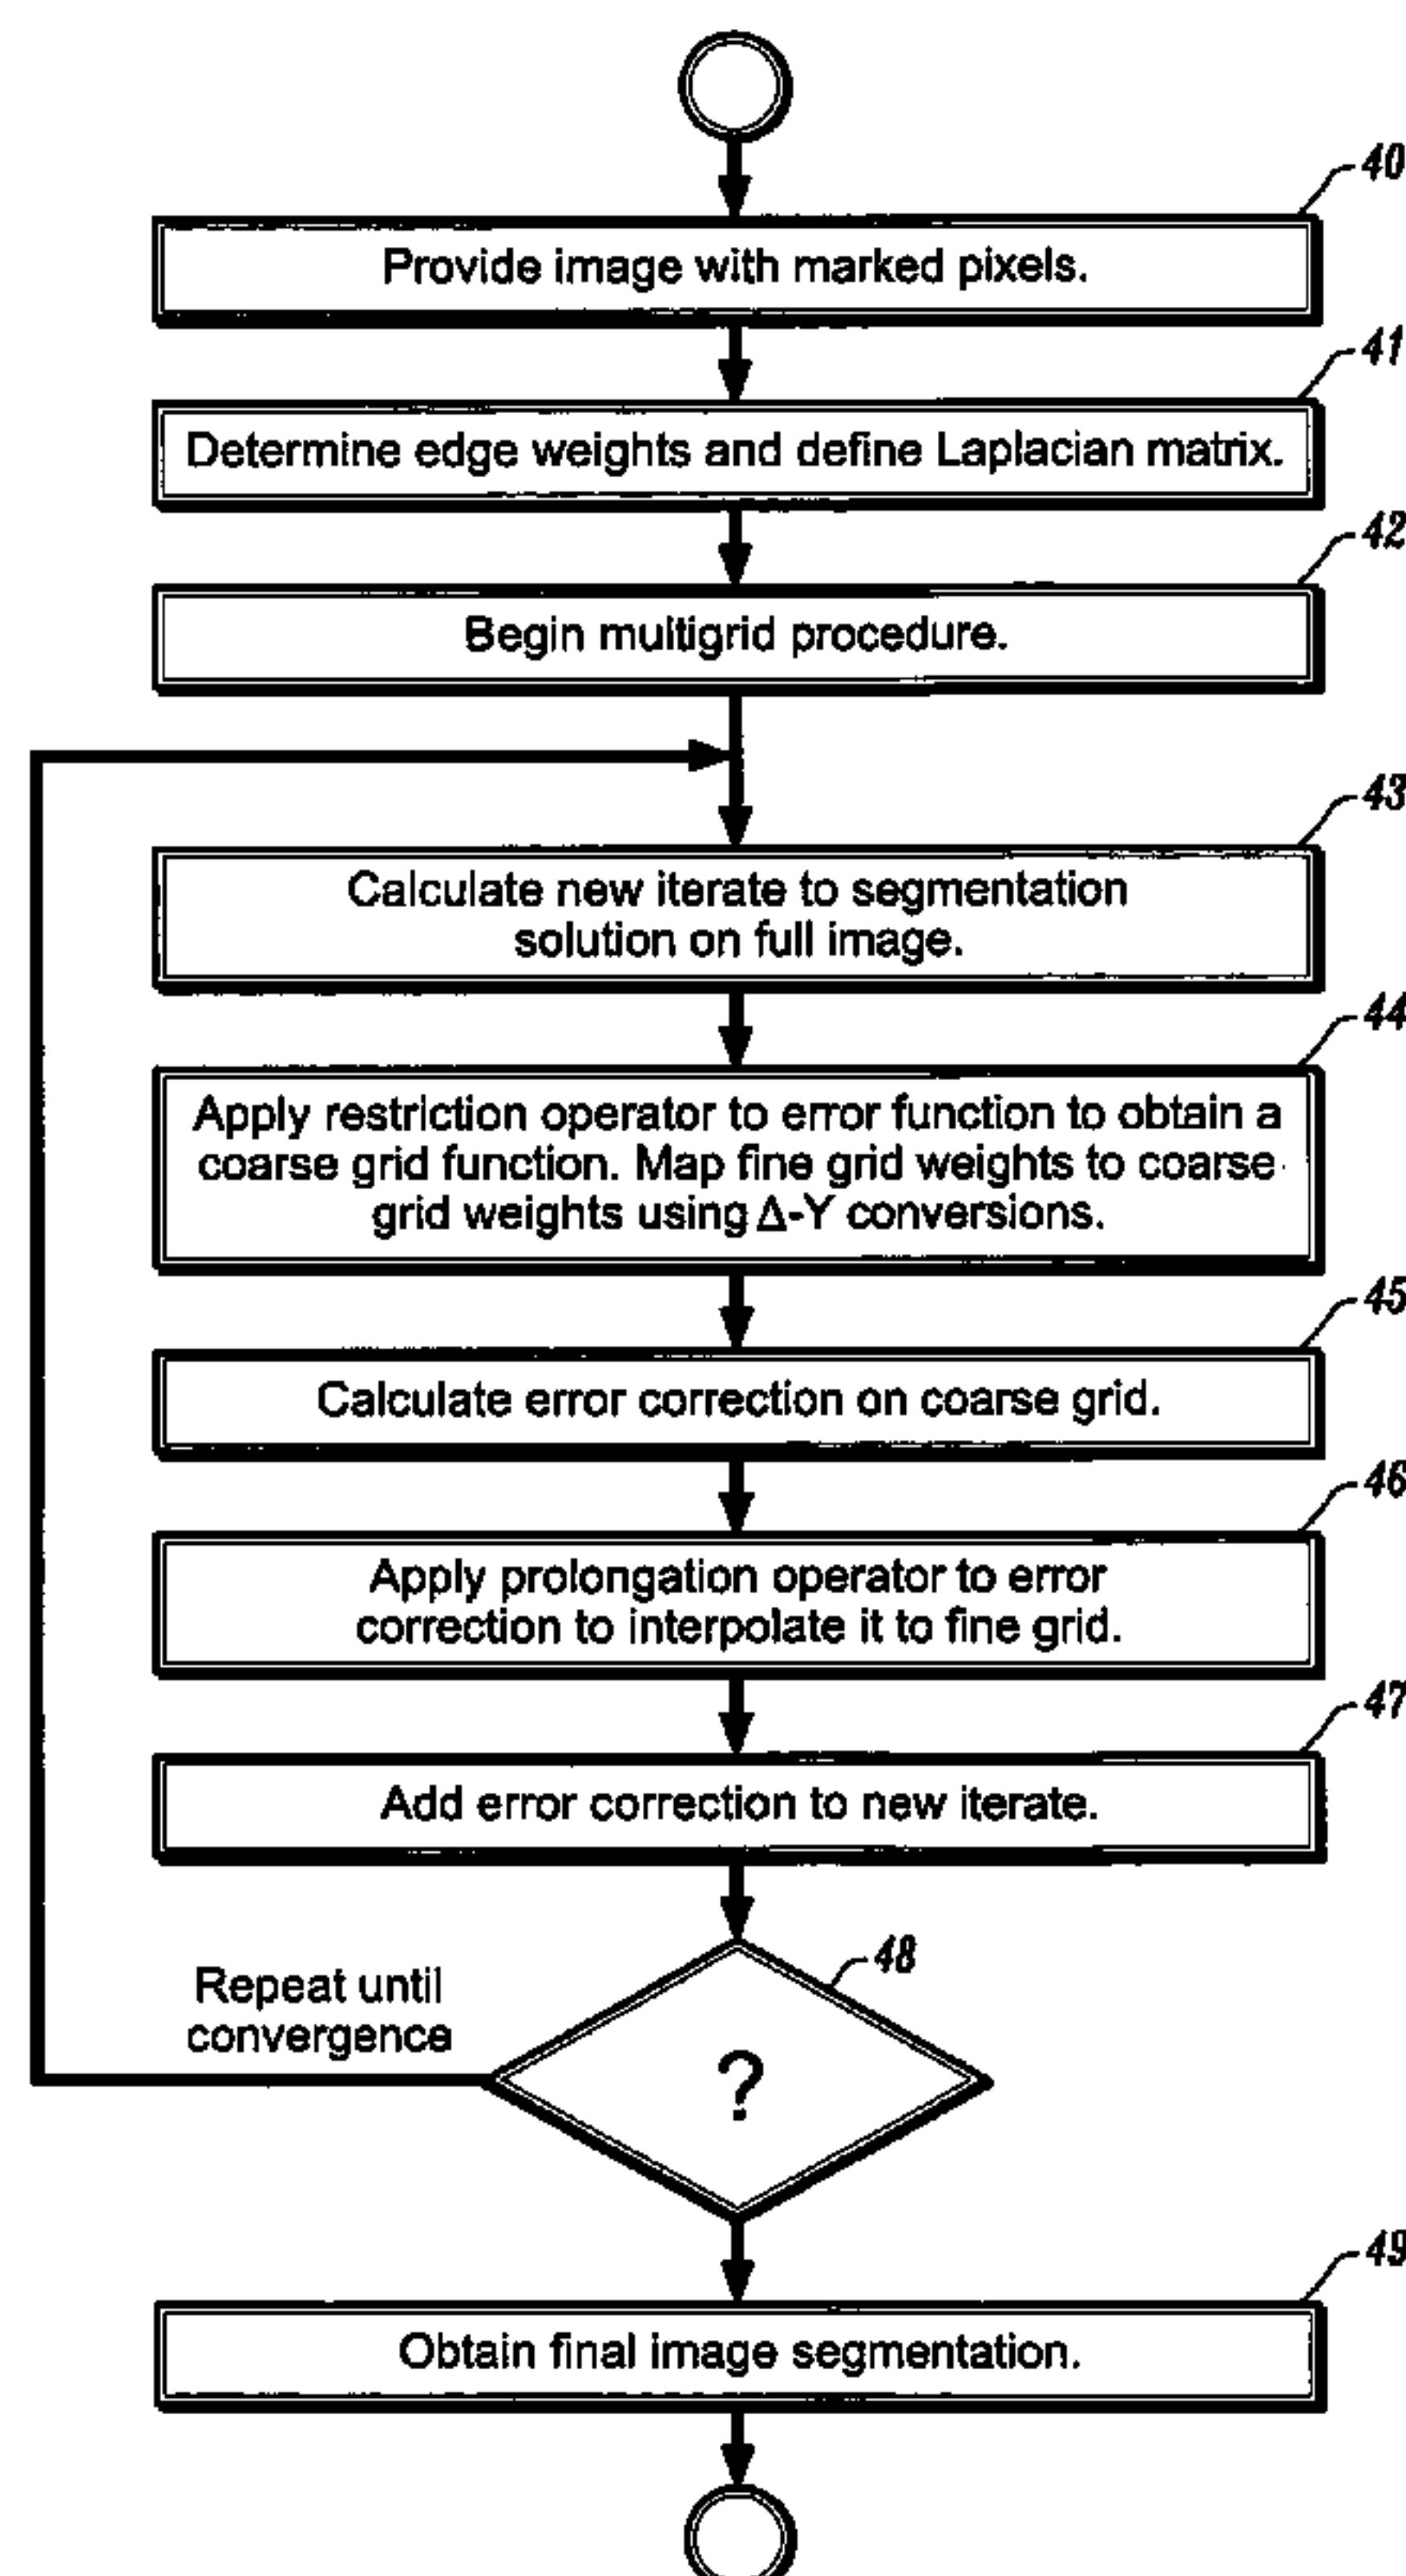 40
Provide image with marked pixels.
41
Determine edge weights and define Laplacian matrix.
42
Begin multigrid procedure.
43
Calculate new iterate to segmentation
solution on full image.
44
Apply restriction operator to error function to obtain a
coarse grid function. Map fine grid weights to coarse
grid weights using Δ-Y conversions.
45
Calculate error correction on coarse grid.
46
Apply prolongation operator to error
correction to interpolate it to fine grid.
47
Add error correction to new iterate.
48
Repeat until
convergence
?
49
Obtain final image segmentation.